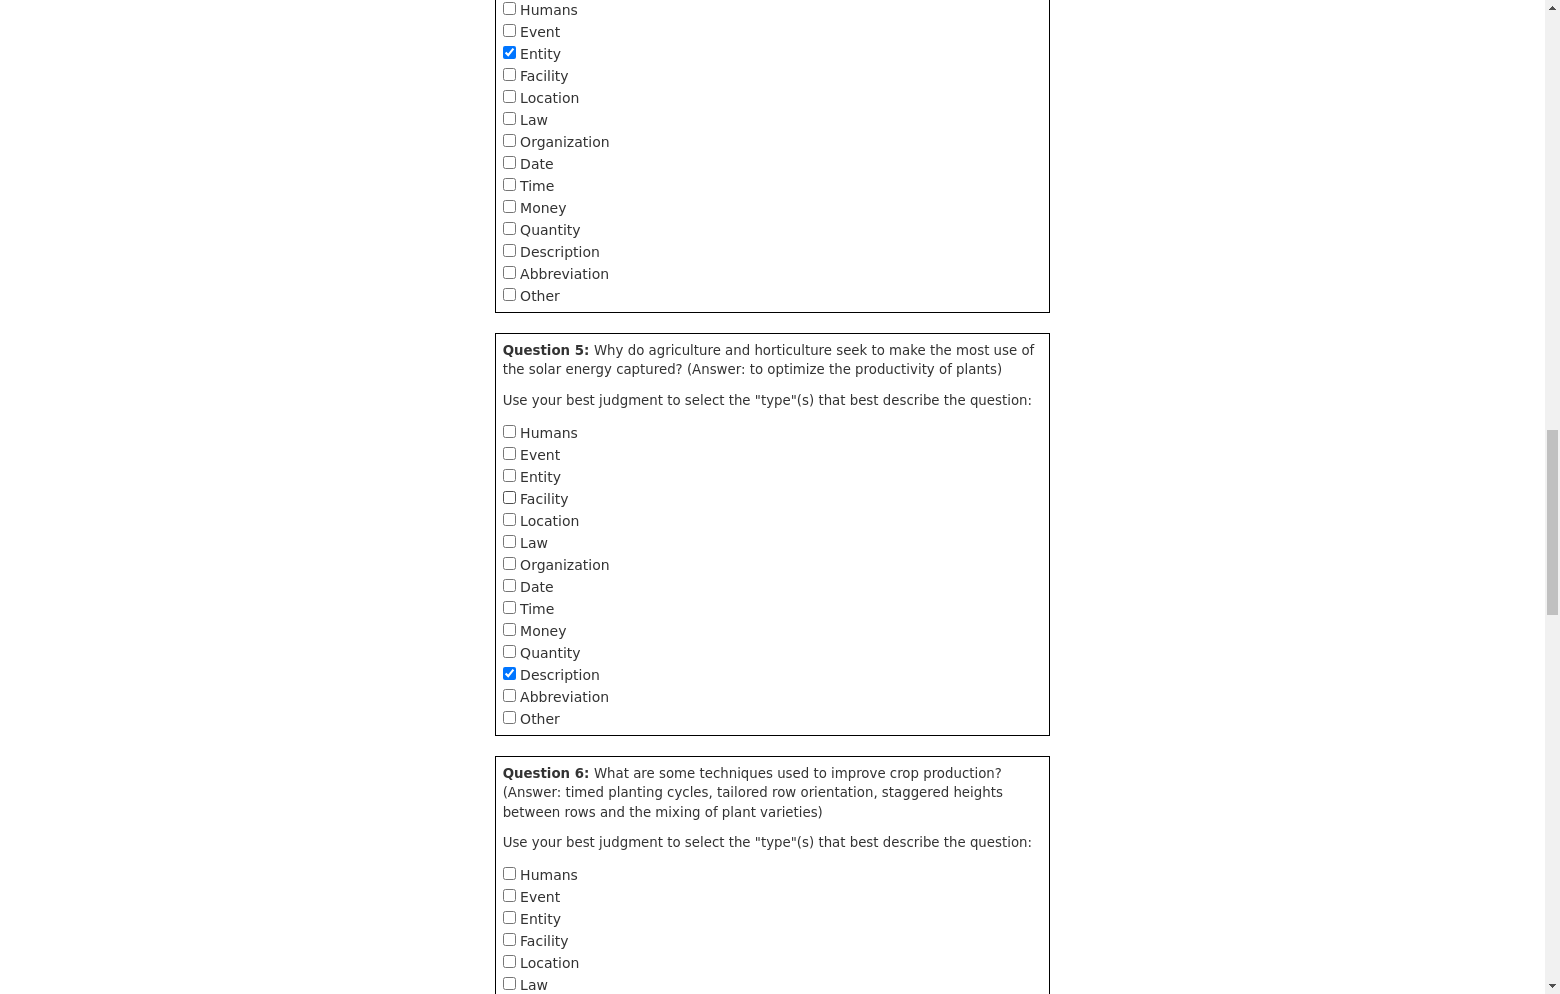 Humans
Event
Entity
Facility
Location
Law
Organization
Date
Time
Money
Quantity
Description
Abbreviation
Other
Question 5: Why do agriculture and horticulture seek to make the most use of
the solar energy captured? (Answer: to optimize the productivity of plants)
Use your best judgment to select the "type"(s) that best describe the question:
Humans
Event
Entity
Facility
Location
Law
Organization
Date
Time
Money
Quantity
Description
Abbreviation
Other
Question 6: What are some techniques used to improve crop production?
(Answer: timed planting cycles, tailored row orientation, staggered heights
between rows and the mixing of plant varieties)
Use your best judgment to select the "type"(s) that best describe the question:
Humans
Event
Entity
Facility
Location
Law